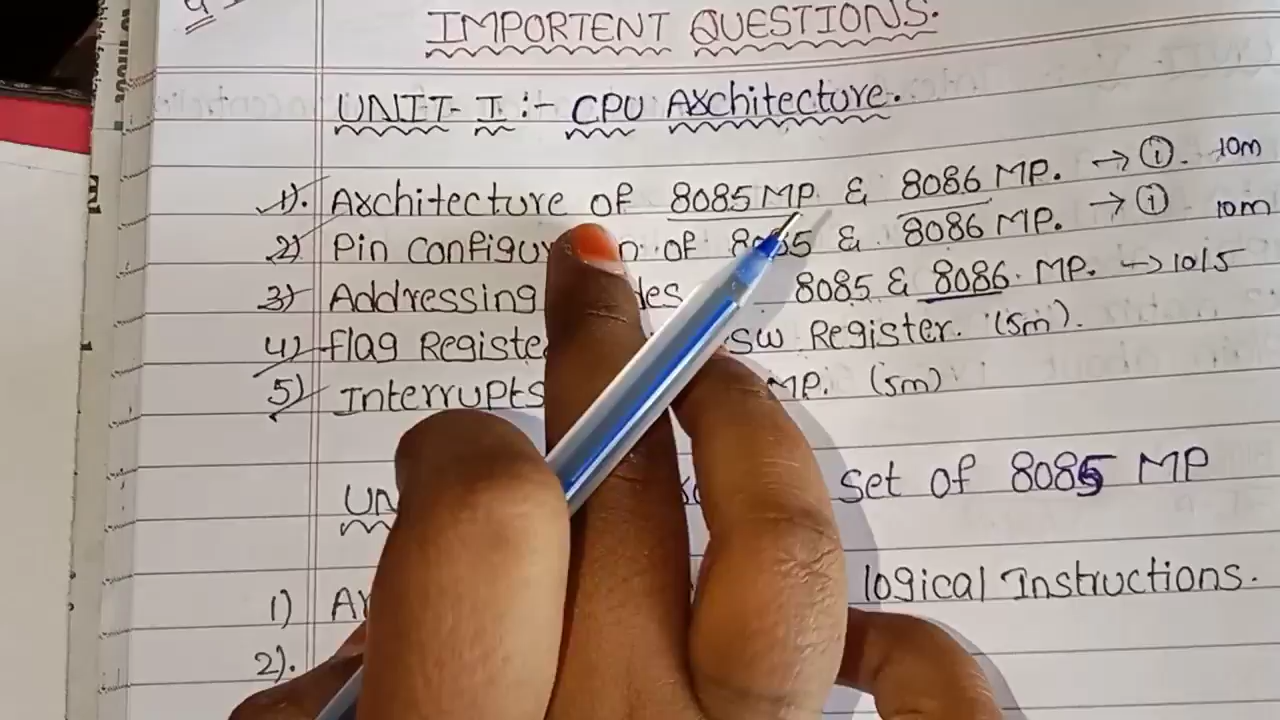 IMPORTENT QUESTIONS.
UNIT- I :- CPU Architecture.
1). Architecture of 8085 MP & 8086 MP. → ①. 10m
2) Pin of 8085 & 8086 MP. → ① 10m
3) Addressing 8085 & 8086. MP. → 10/5
4) Flag Register. (5m).
5) Interrupts MP. (5m)
set of 8085 MP
1) logical Instructions.
2).